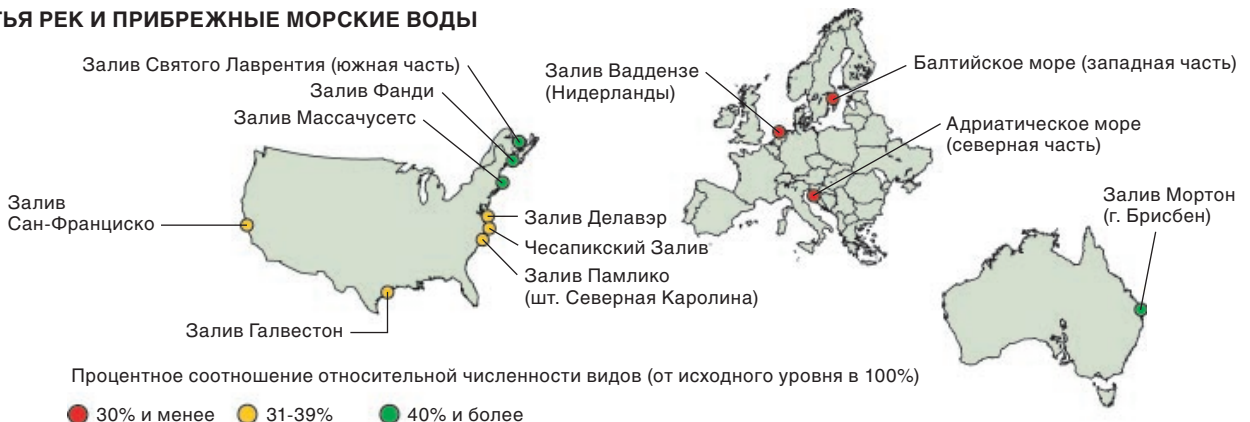 РЕК И ПРИБРЕЖНЫЕ МОРСКИЕ ВОДЫ
Залив Святого Лаврентия (южная часть)
Залив Фанди
Залив Массачусетс
Залив
Сан-Франциско
Залив Делавэр
Чесапикский Залив
Залив Памлико
(шт. Северная Каролина)
Залив Галвестон
Залив Ваддензе
(Нидерланды)
Балтийское море (западная часть)
Адриатическое море
(северная часть)
Залив Мортон
(г. Брисбен)
Процентное соотношение относительной численности видов (от исходного уровня в 100%)
30% и менее 31-39% 40% и более